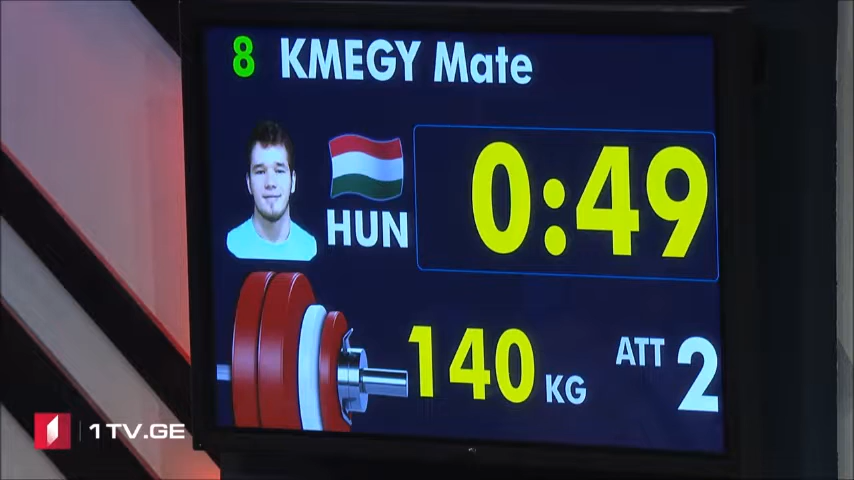 8 KMEGY Mate
HUN
0:49
140 KG
ATT 2
1TV.GE